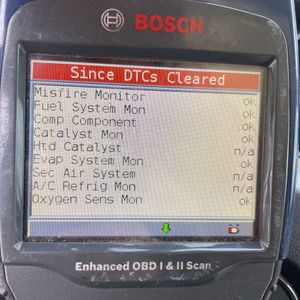 BOSCH
Since DTCs Cleared
Misfire Monitor ok
Fuel System Mon ok
Comp Component ok
Catalyst Mon ok
Htd Catalyst n/a
Evap System Mon ok
Sec Air System n/a
A/C Refrig Mon n/a
Oxygen Sens Mon ok
Enhanced OBD I & II Scan